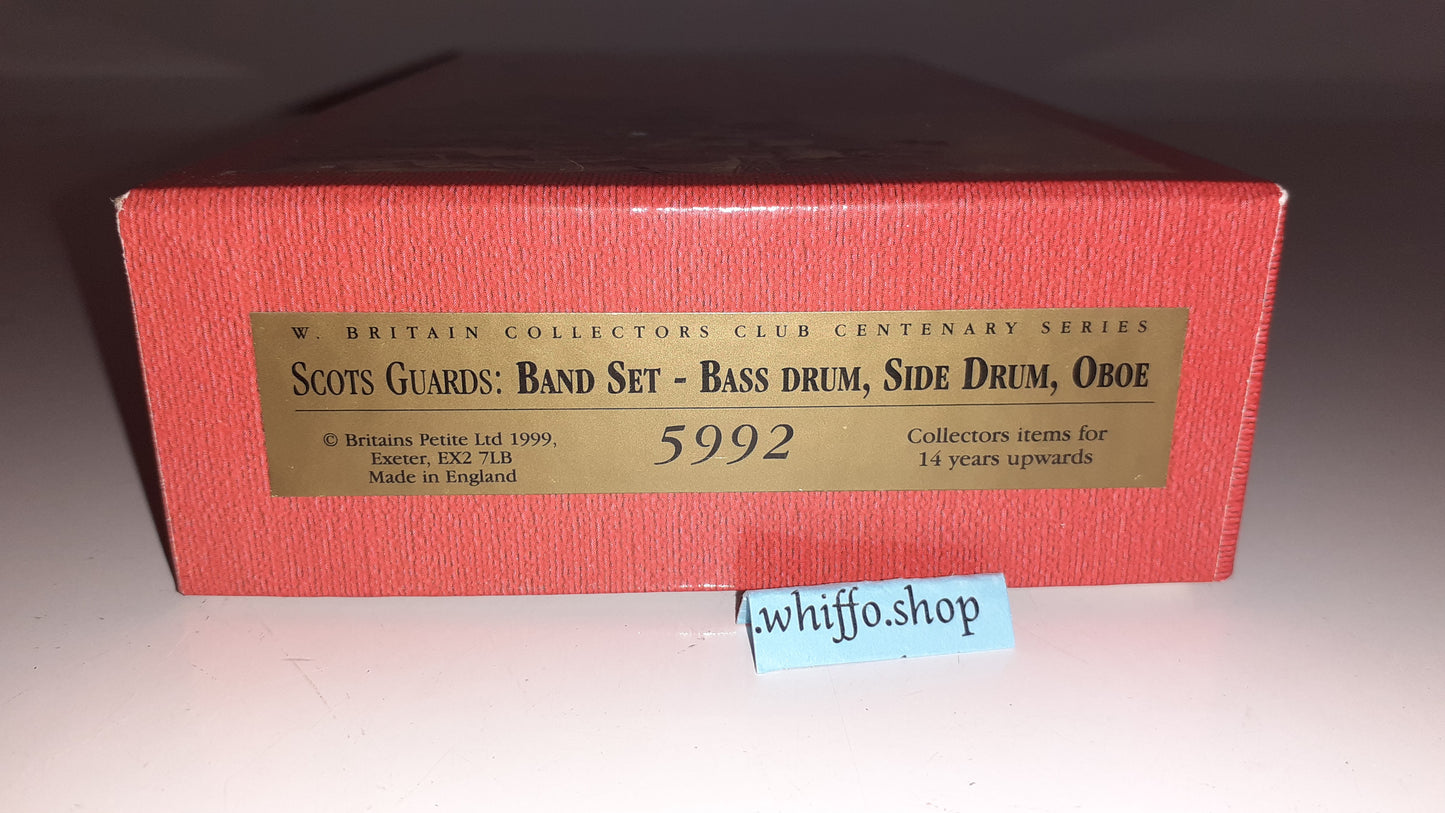 W. BRITAIN COLLECTORS CLUB CENTENARY SERIES
SCOTS GUARDS: BAND SET - BASS DRUM, SIDE DRUM, OBOE
© Britains Petite Ltd 1999,
Exeter, EX2 7LB
Made in England
5992
Collectors items for
14 years upwards
.whiffo.shop